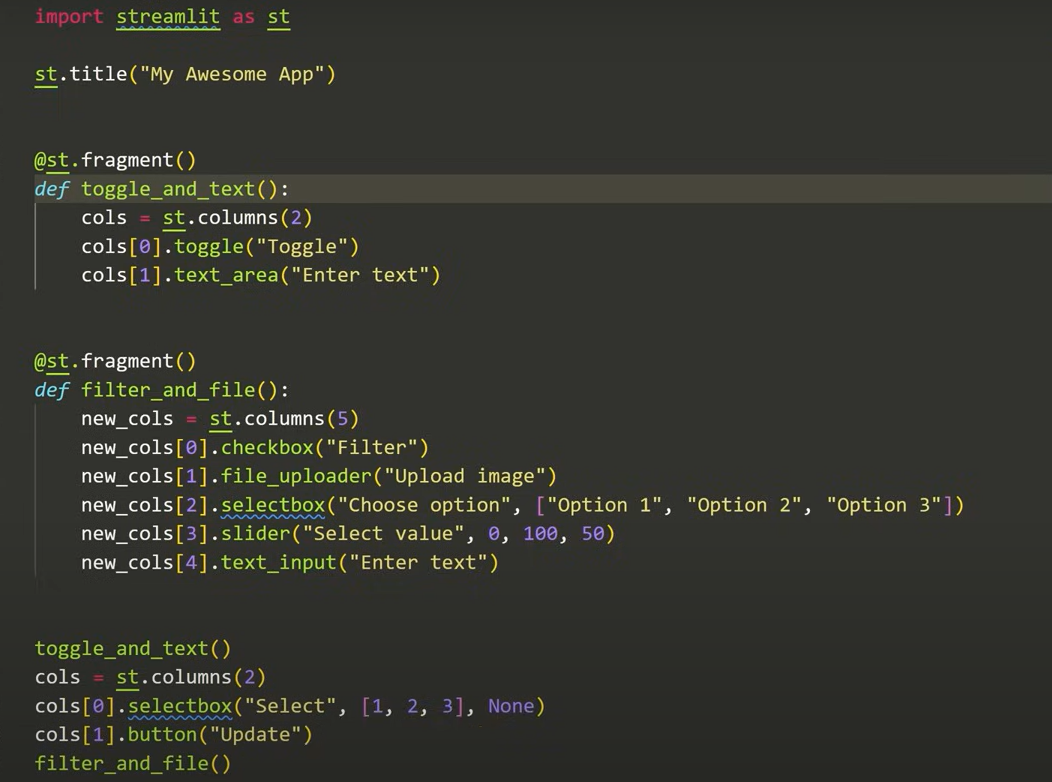 import streamlit as st
st.title("My Awesome App")
@st.fragment()
def toggle_and_text():
    cols = st.columns(2)
    cols[0].toggle("Toggle")
    cols[1].text_area("Enter text")
@st.fragment()
def filter_and_file():
    new_cols = st.columns(5)
    new_cols[0].checkbox("Filter")
    new_cols[1].file_uploader("Upload image")
    new_cols[2].selectbox("Choose option", ["Option 1", "Option 2", "Option 3"])
    new_cols[3].slider("Select value", 0, 100, 50)
    new_cols[4].text_input("Enter text")
toggle_and_text()
cols = st.columns(2)
cols[0].selectbox("Select", [1, 2, 3], None)
cols[1].button("Update")
filter_and_file()